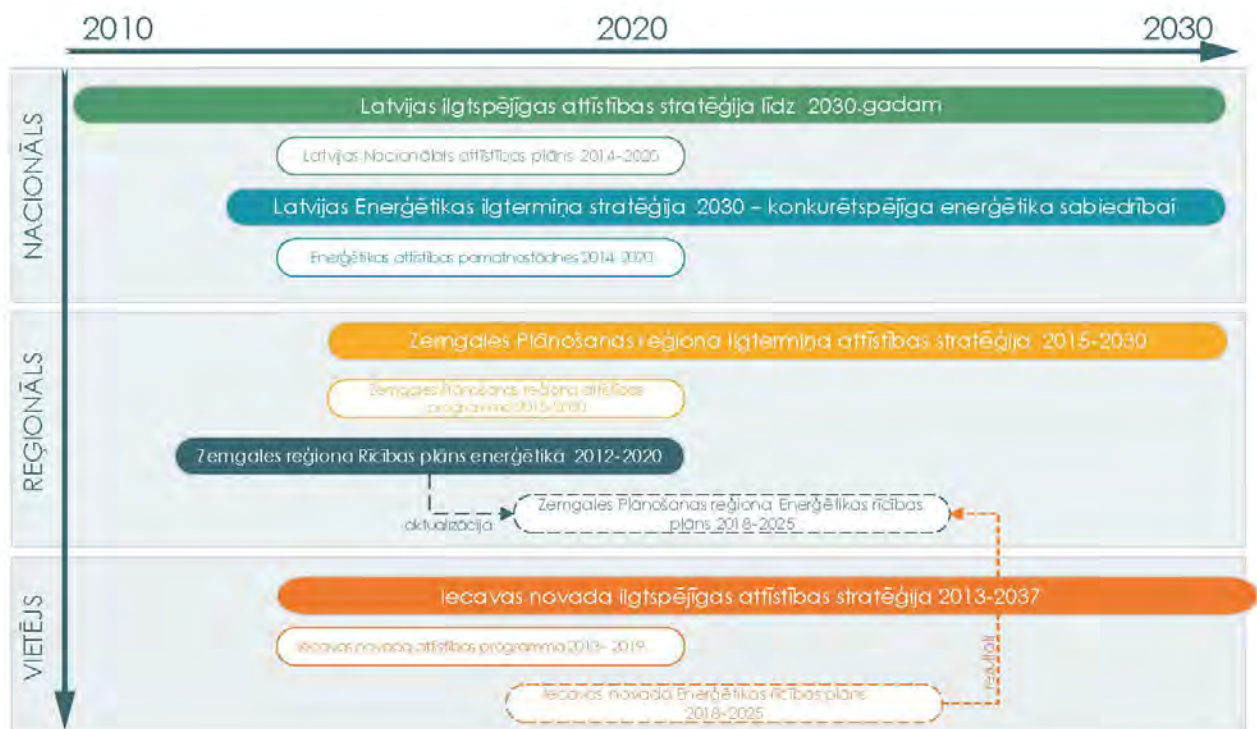 2010 2020 2030
NACIONĀLS
Latvijas ilgtspējīgas attīstības stratēģija līdz 2030.gadam
Latvijas Nacionālais attīstības plāns 2014-2020
Latvijas Enerģētikas ilgtermiņa stratēģija 2030 – konkurētspējīga enerģētika sabiedrībai
Enerģētikas attīstības pamatnostādnes 2014-2020
REĢIONĀLS
Zemgales Plānošanas reģiona ilgtermiņa attīstības stratēģija 2015-2030
Zemgales Plānošanas reģiona attīstības
programma 2015-2020
Zemgales reģiona Rīcības plāns enerģētikā 2012-2020
aktualizācija
Zemgales Plānošanas reģiona Enerģētikas rīcības
plāns 2018-2025
VIETĒJS
Iecavas novada ilgtspējīgas attīstības stratēģija 2013-2037
Iecavas novada attīstības programma 2013- 2019.
rezultāti
Iecavas novada Enerģētikas rīcības plāns
2018-2025